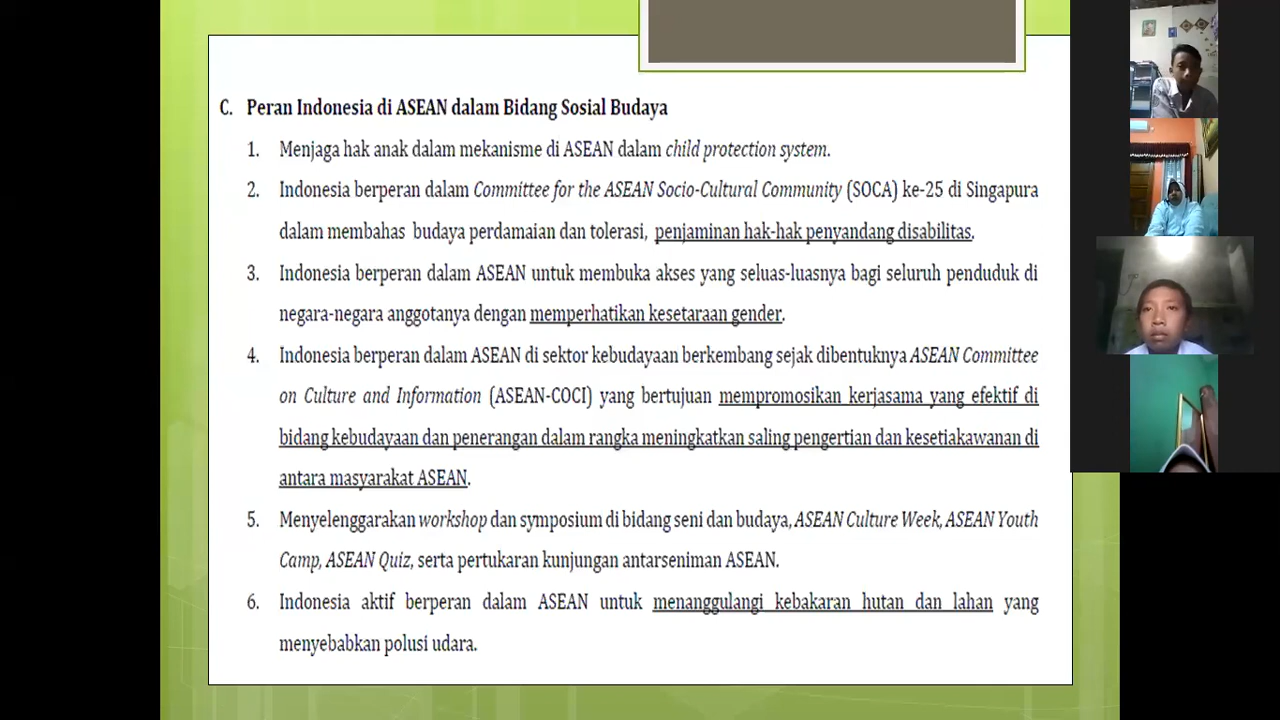 C. Peran Indonesia di ASEAN dalam Bidang Sosial Budaya
1. Menjaga hak anak dalam mekanisme di ASEAN dalam child protection system.
2. Indonesia berperan dalam Committee for the ASEAN Socio-Cultural Community (SOCA) ke-25 di Singapura
dalam membahas budaya perdamaian dan tolerasi, penjaminan hak-hak penyandang disabilitas.
3. Indonesia berperan dalam ASEAN untuk membuka akses yang seluas-luasnya bagi seluruh penduduk di
negara-negara anggotanya dengan memperhatikan kesetaraan gender.
4. Indonesia berperan dalam ASEAN di sektor kebudayaan berkembang sejak dibentuknya ASEAN Committee
on Culture and Information (ASEAN-COCI) yang bertujuan mempromosikan kerjasama yang efektif di
bidang kebudayaan dan penerangan dalam rangka meningkatkan saling pengertian dan kesetiakawanan di
antara masyarakat ASEAN.
5. Menyelenggarakan workshop dan symposium di bidang seni dan budaya, ASEAN Culture Week, ASEAN Youth
Camp, ASEAN Quiz, serta pertukaran kunjungan antarseniman ASEAN.
6. Indonesia aktif berperan dalam ASEAN untuk menanggulangi kebakaran hutan dan lahan yang
menyebabkan polusi udara.